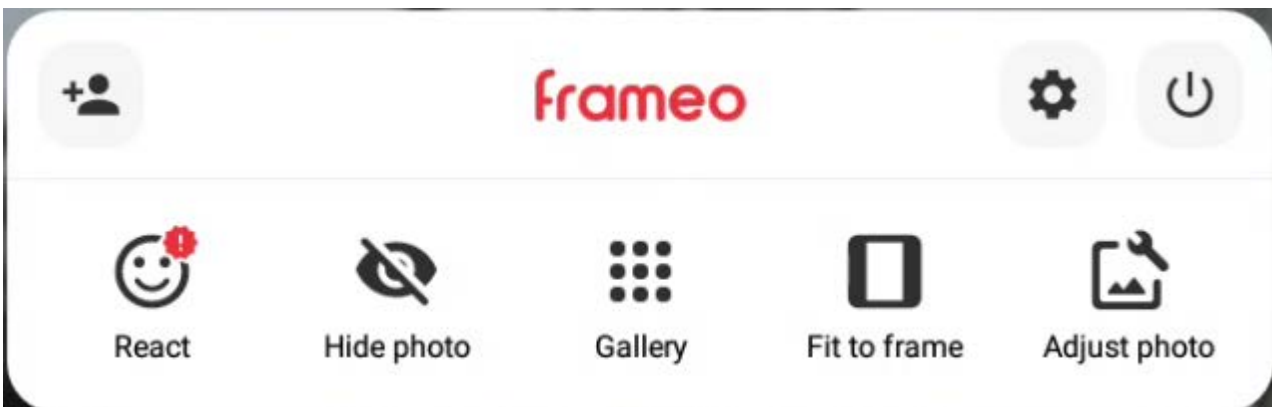 frameo
React
Hide photo
Gallery
Fit to frame
Adjust photo